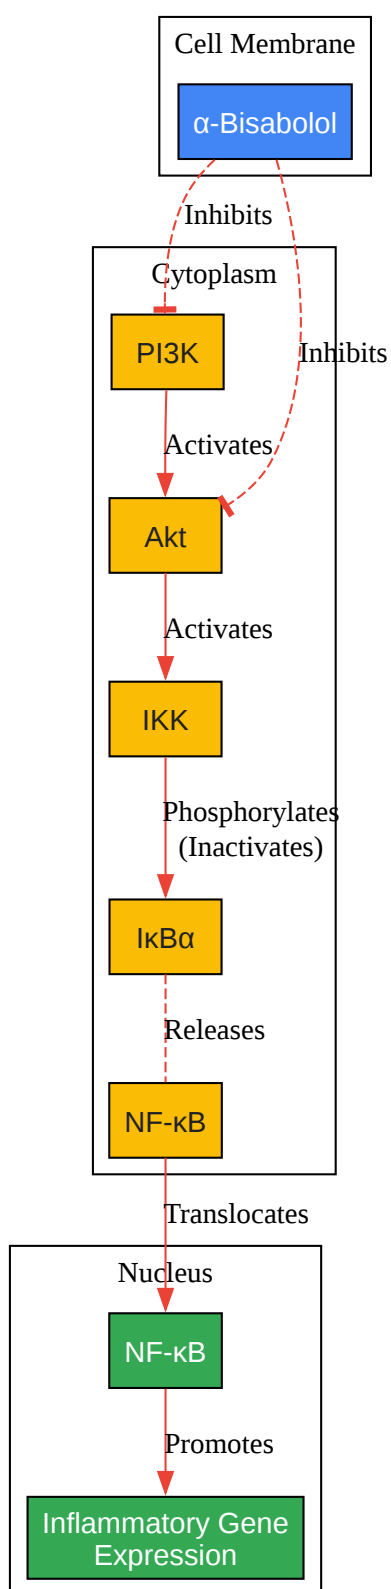 Cell Membrane
α-Bisabolol
Inhibits
Cytoplasm
PI3K
Inhibits
Activates
Akt
Activates
IKK
Phosphorylates
(Inactivates)
IκBα
Releases
NF-κB
Translocates
Nucleus
NF-κB
Promotes
Inflammatory Gene
Expression